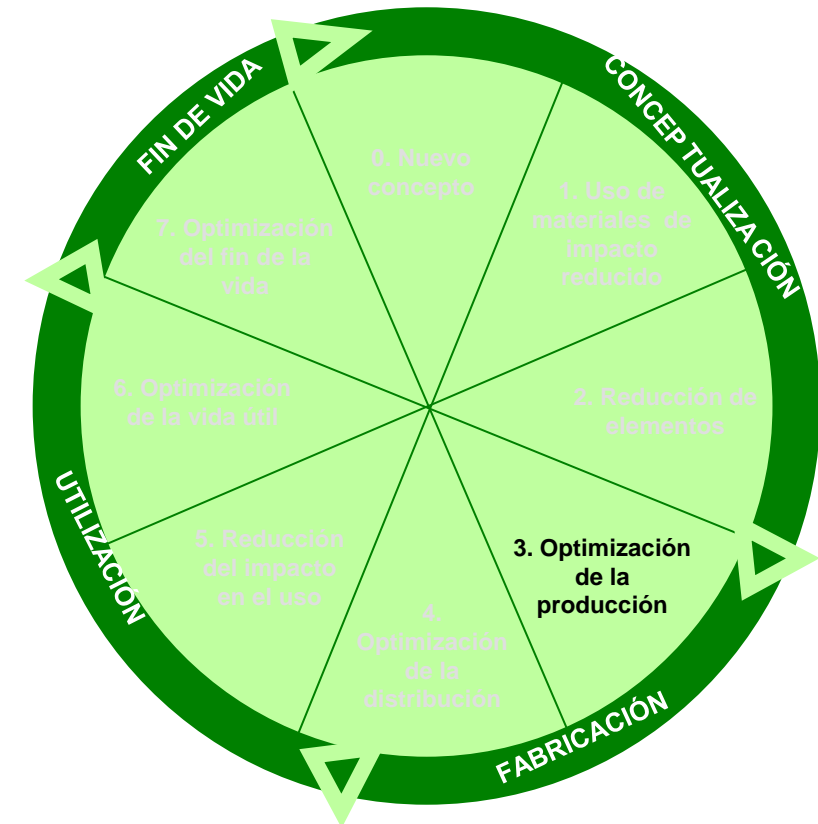 FIN DE VIDA
CONCEPTUALIZACIÓN
0. Nuevo
concepto
1. Uso de
materiales de
impacto
reducido
7. Optimización
del fin de la
vida
6. Optimización
de la vida útil
2. Reducción de
elementos
3. Optimización
de la
producción
5. Reducción
del impacto
en el uso
4.
Optimización
de la
distribución
UTILIZACIÓN
FABRICACIÓN